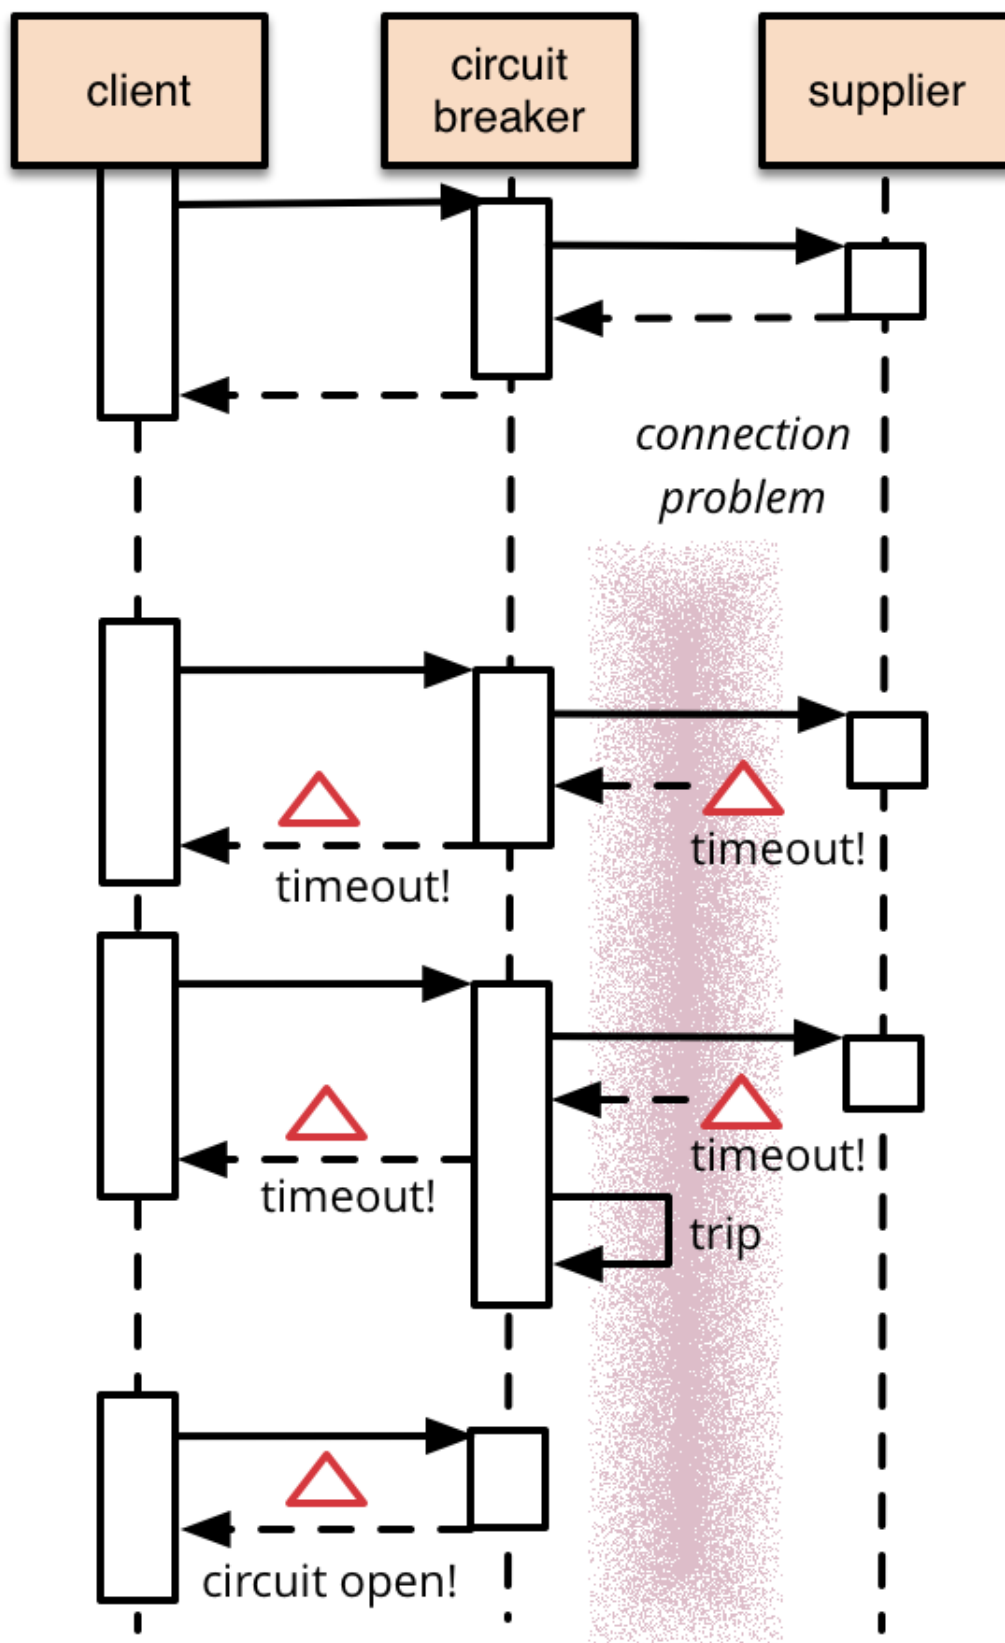 client
circuit
breaker
supplier
connection
problem
timeout!
timeout!
timeout!
timeout!
trip
circuit open!